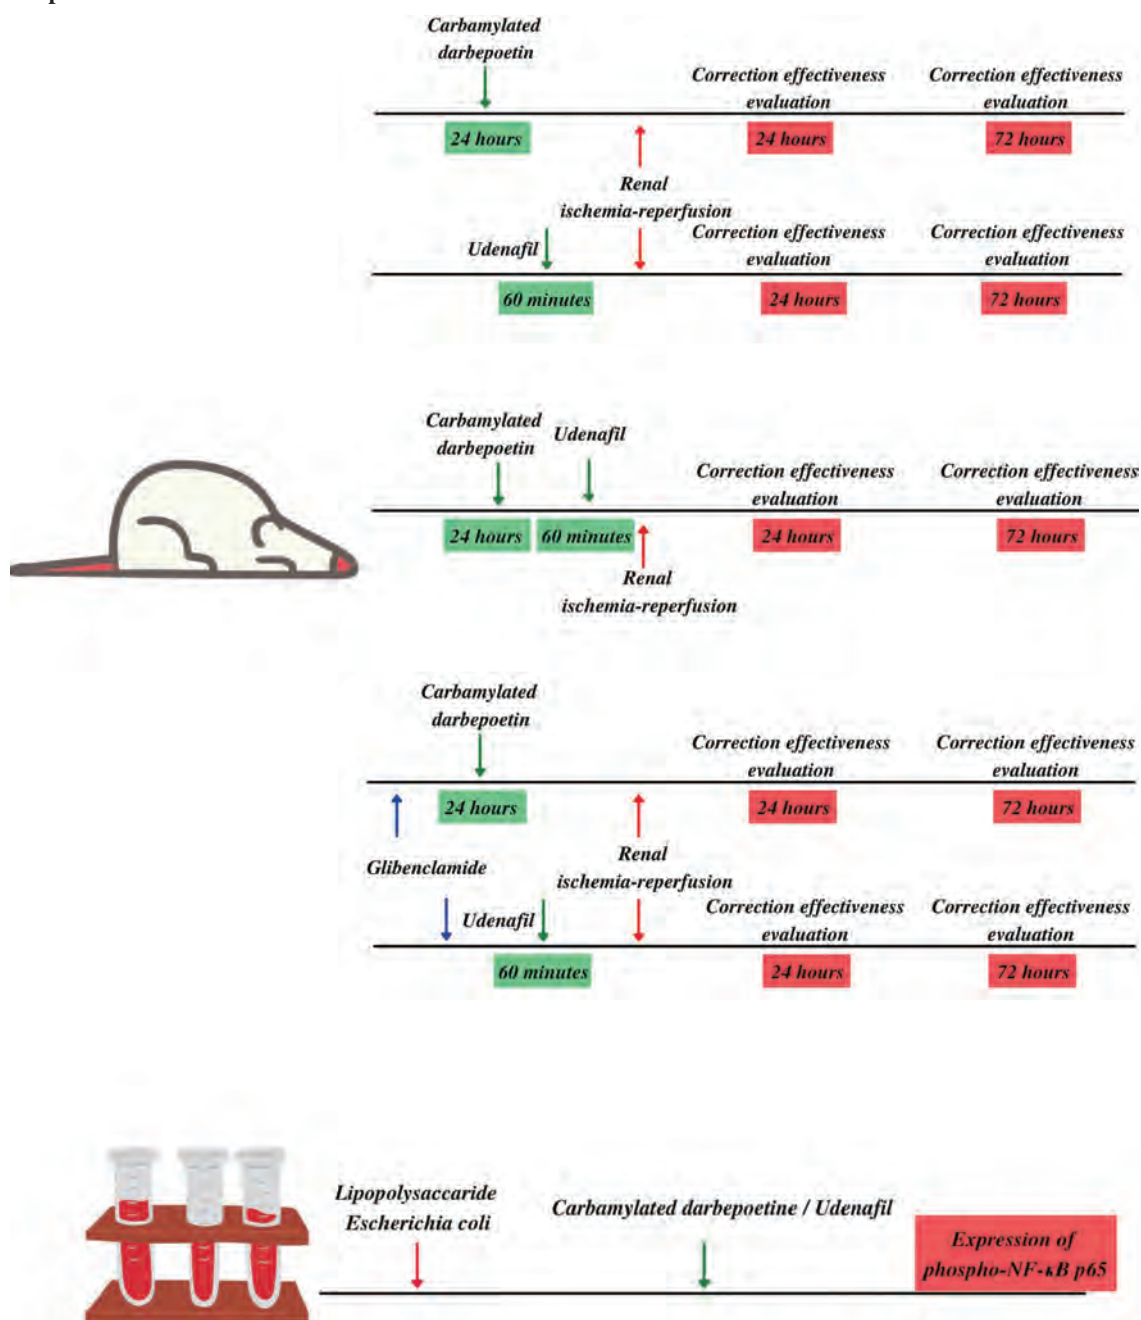 Carbamylated
darbepoetin
Correction effectiveness
evaluation
Correction effectiveness
evaluation
24 hours
24 hours
72 hours
Renal
ischemia-reperfusion
Udenafil
Correction effectiveness
evaluation
Correction effectiveness
evaluation
60 minutes
24 hours
72 hours
Carbamylated
darbepoetin
Udenafil
Correction effectiveness
evaluation
Correction effectiveness
evaluation
24 hours
60 minutes
24 hours
72 hours
Renal
ischemia-reperfusion
Carbamylated
darbepoetin
Correction effectiveness
evaluation
Correction effectiveness
evaluation
24 hours
24 hours
72 hours
Glibenclamide
Renal
ischemia-reperfusion
Udenafil
Correction effectiveness
evaluation
Correction effectiveness
evaluation
60 minutes
24 hours
72 hours
Lipopolysaccaride
Escherichia coli
Carbamylated darbepoetine / Udenafil
Expression of
phospho-NF-κB p65